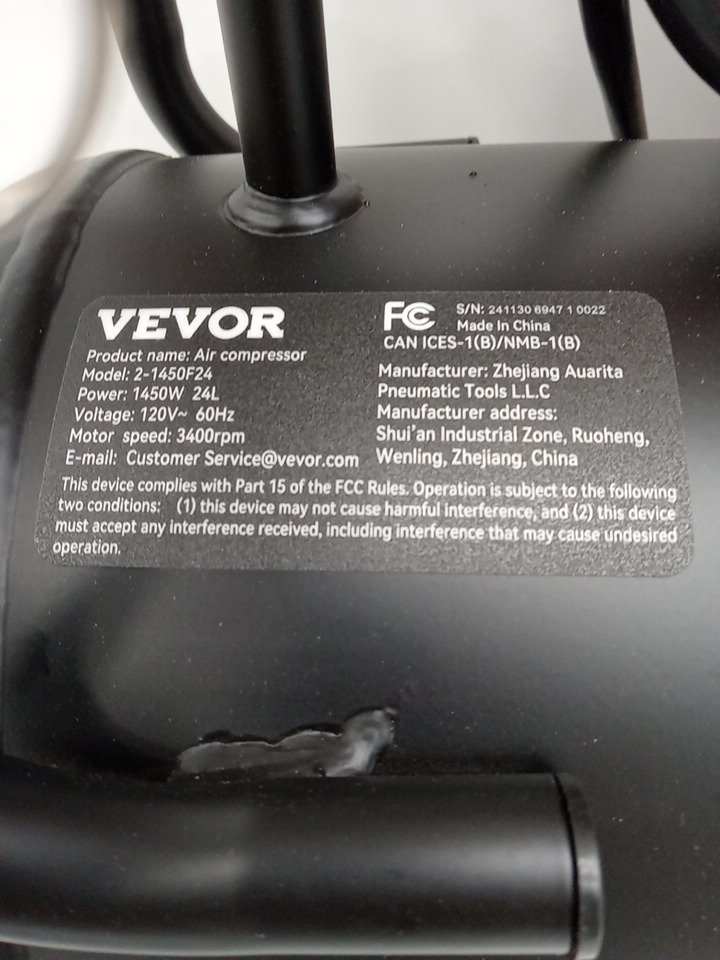 VEVOR
Product name: Air compressor
Model: 2-1450F24
Power: 1450W 24L
Voltage: 120V~ 60Hz
Motor speed: 3400rpm
E-mail: Customer Service@vevor.com
FC
S/N: 241130 6947 1 0022
Made In China
CAN ICES-1(B)/NMB-1(B)
Manufacturer: Zhejiang Auarita
Pneumatic Tools L.L.C
Manufacturer address:
Shui'an Industrial Zone, Ruoheng,
Wenling, Zhejiang, China
This device complies with Part 15 of the FCC Rules. Operation is subject to the following
two conditions: (1) this device may not cause harmful interference, and (2) this device
must accept any interference received, including interference that may cause undesired
operation.